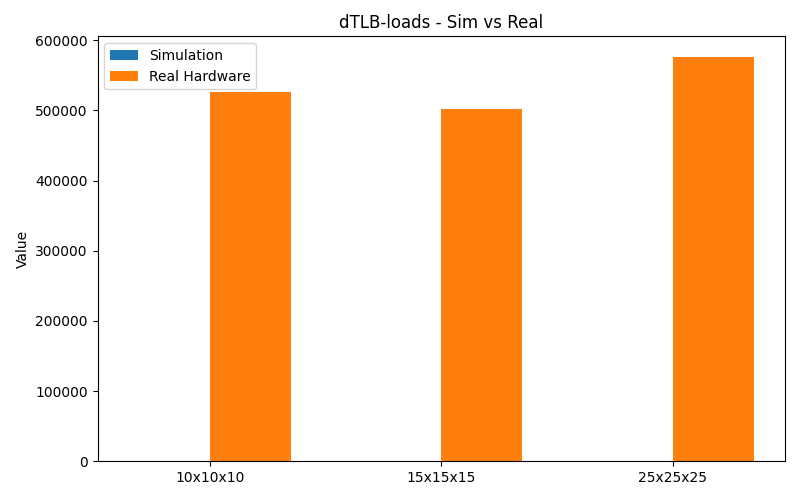 dTLB-loads - Sim vs Real
Simulation
Real Hardware
Value
600000
500000
400000
300000
200000
100000
0
10x10x10
15x15x15
25x25x25